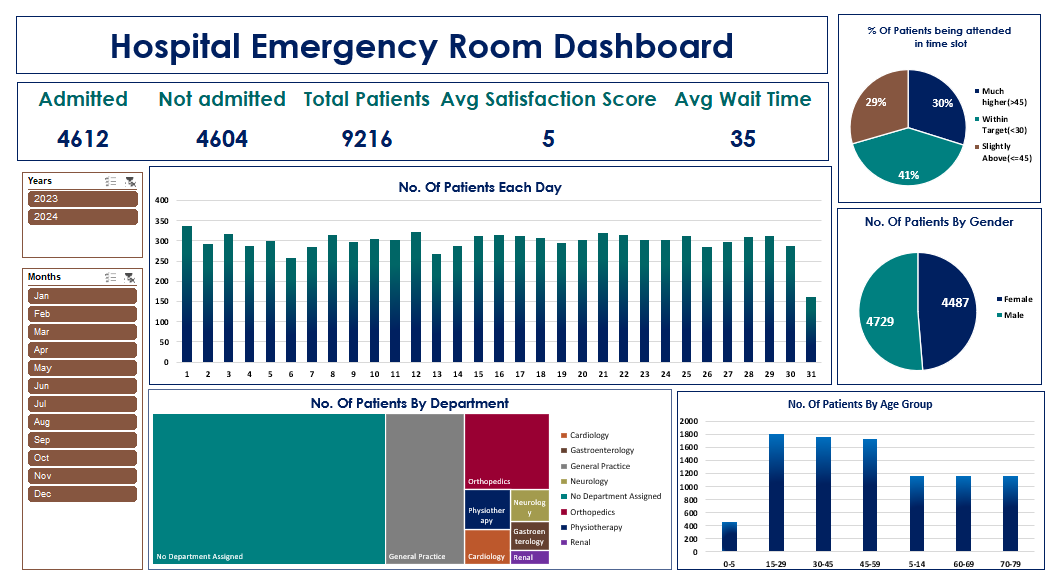 Hospital Emergency Room Dashboard
Admitted
Not admitted
Total Patients
Avg Satisfaction Score
Avg Wait Time
4612
4604
9216
5
35
% Of Patients being attended
in time slot
29%
30%
41%
Much
higher(>45)
Within
Target(<30)
Slightly
Above(<=45)
Years
2023
2024
Months
Jan
Feb
Mar
Apr
May
Jun
Jul
Aug
Sep
Oct
Nov
Dec
No. Of Patients Each Day
400
350
300
250
200
150
100
50
0
1 2 3 4 5 6 7 8 9 10 11 12 13 14 15 16 17 18 19 20 21 22 23 24 25 26 27 28 29 30 31
No. Of Patients By Gender
4487
4729
Female
Male
No. Of Patients By Department
No Department Assigned
General Practice
Orthopedics
Physiother
apy
Neurolog
y
Gastroen
terology
Cardiology
Renal
Cardiology
Gastroenterology
General Practice
Neurology
No Department Assigned
Orthopedics
Physiotherapy
Renal
No. Of Patients By Age Group
2000
1800
1600
1400
1200
1000
800
600
400
200
0
0-5 15-29 30-45 45-59 5-14 60-69 70-79